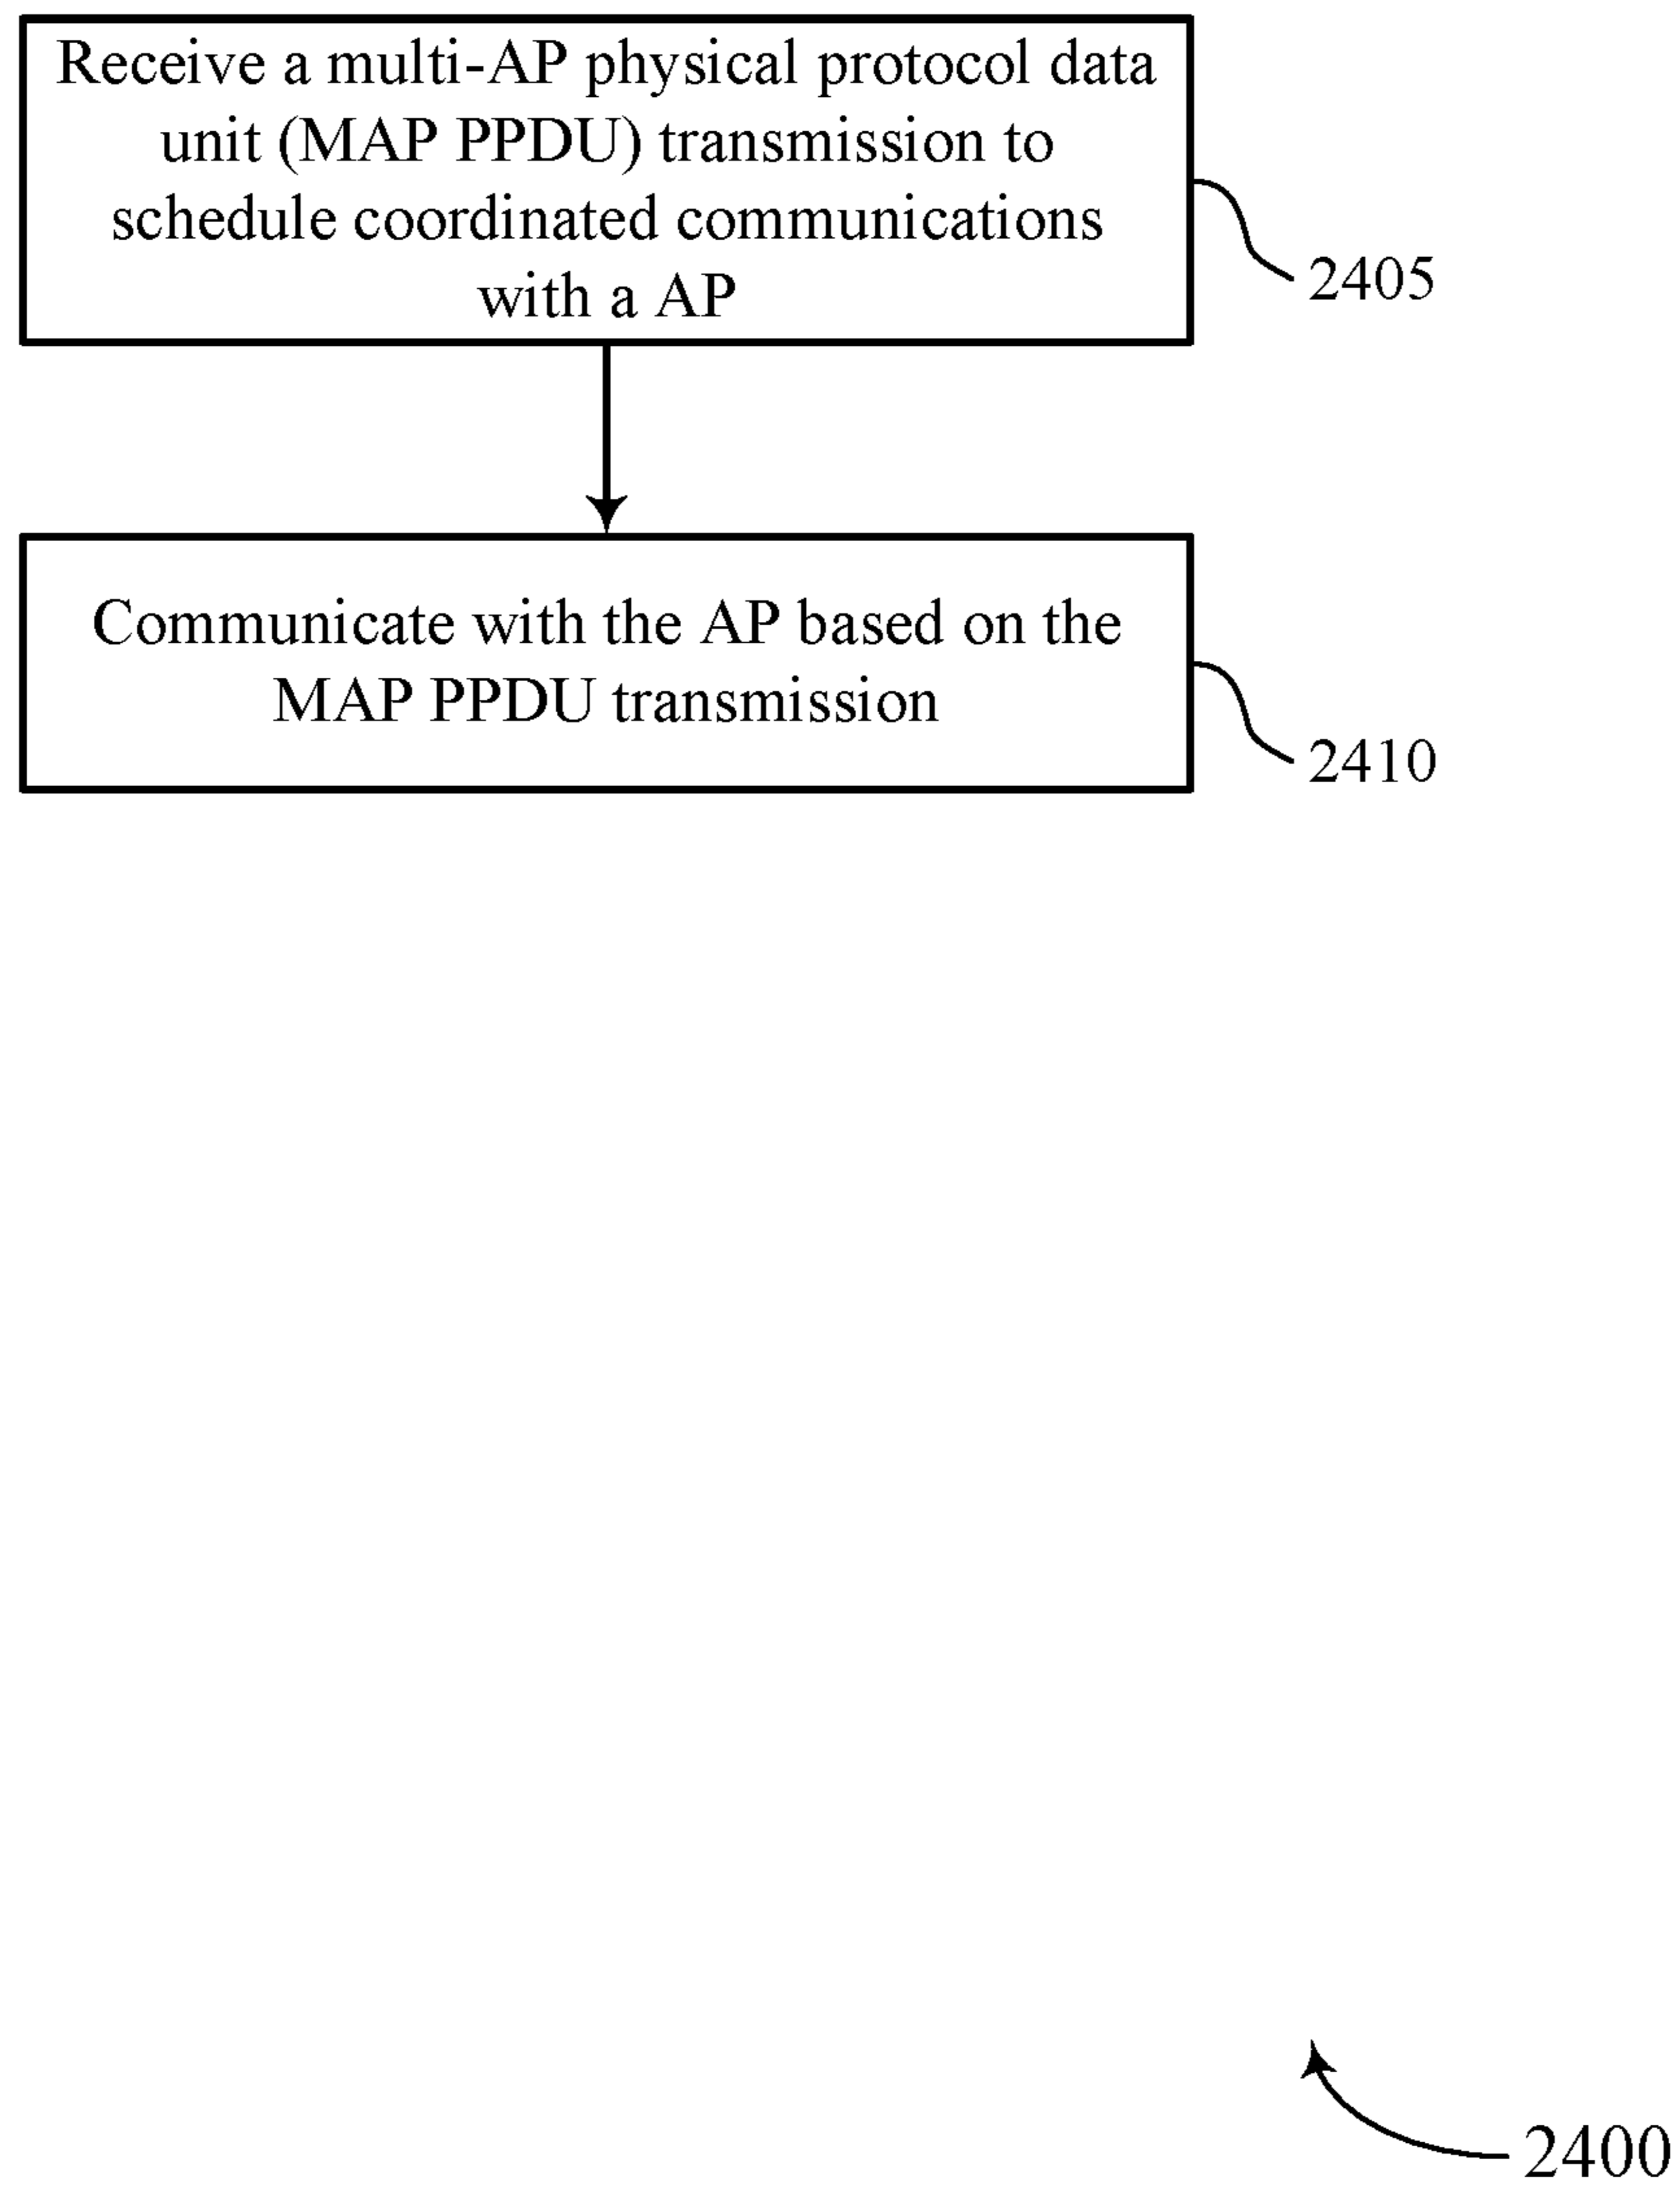 Receive a multi-AP physical protocol data
unit (MAP PPDU) transmission to
schedule coordinated communications
with a AP
2405
Communicate with the AP based on the
MAP PPDU transmission
2410
2400